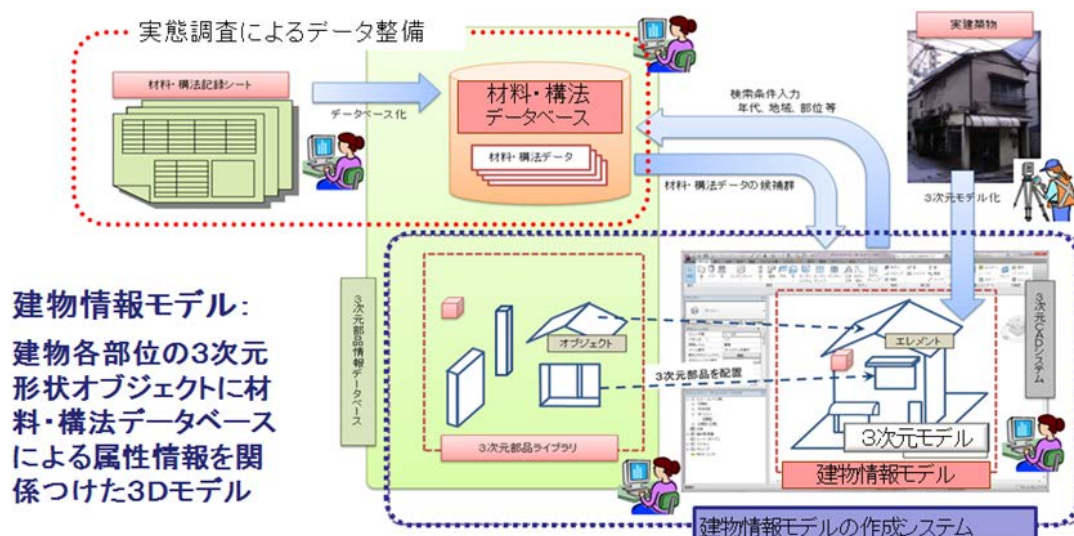 実態調査によるデータ整備
材料・構法記録シート
データベース化
材料・構法
データベース
材料・構法データ
検索条件入力
年代、地域、部位等
材料・構法データの候補群
実建築物
3次元モデル化
建物情報モデル:
建物各部位の3次元
形状オブジェクトに材
料・構法データベース
による属性情報を関
係つけた3Dモデル
3次元部品情報データベース
オブジェクト
3次元部品を配置
3次元部品ライブラリ
エレメント
3次元CADシステム
3次元モデル
建物情報モデル
建物情報モデルの作成システム